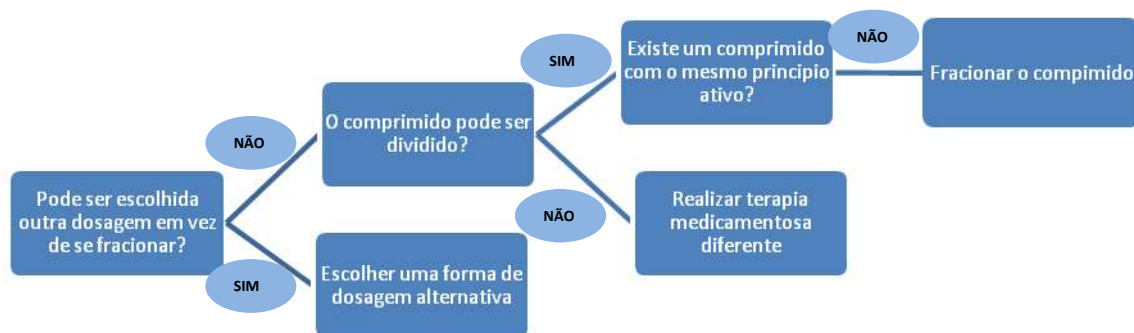 Pode ser escolhida
outra dosagem em vez
de se fracionar?
NÃO
SIM
O comprimido pode ser
dividido?
Escolher uma forma de
dosagem alternativa
SIM
NÃO
Existe um comprimido
com o mesmo principio
ativo?
Realizar terapia
medicamentosa
diferente
NÃO
Fracionar o compimido